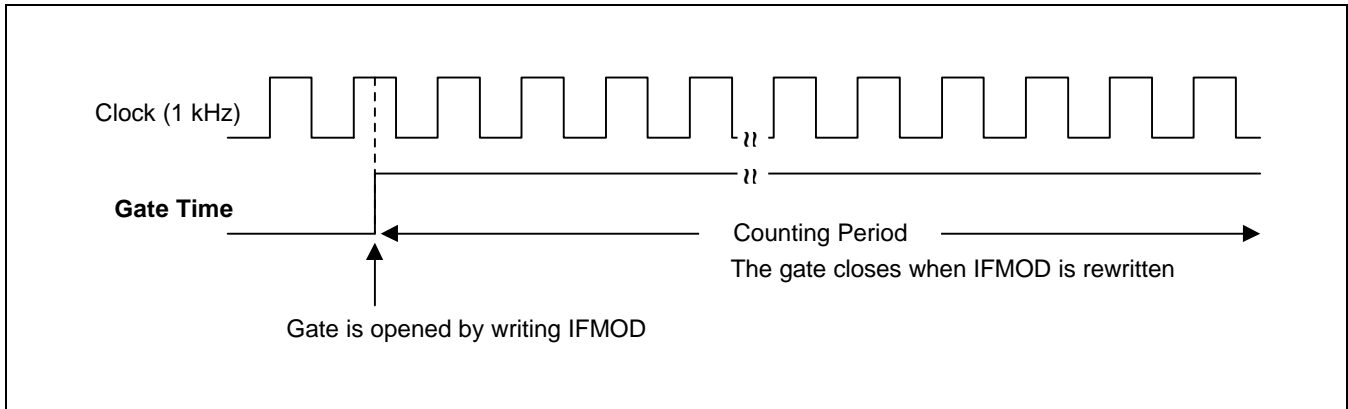 Clock (1 kHz)
Gate Time
Counting Period
The gate closes when IFMOD is rewritten
Gate is opened by writing IFMOD